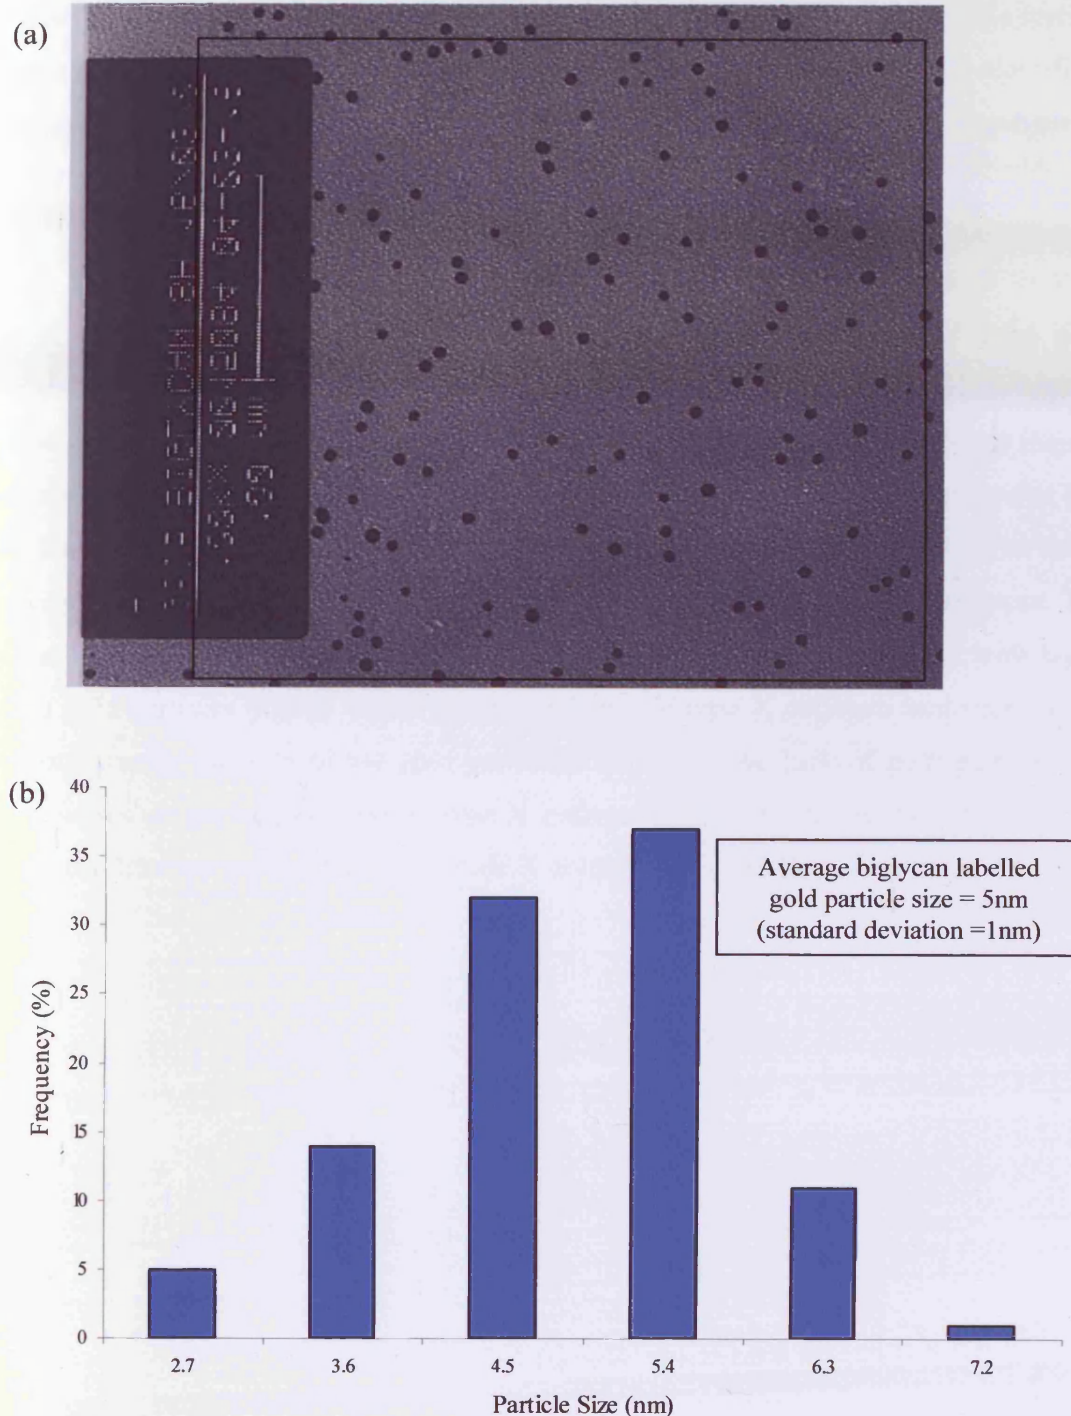 (a)
(b)
40
35
30
25
20
15
10
5
0
Frequency (%)
Average biglycan labelled
gold particle size = 5nm
(standard deviation =1nm)
2.7
3.6
4.5
5.4
6.3
7.2
Particle Size (nm)